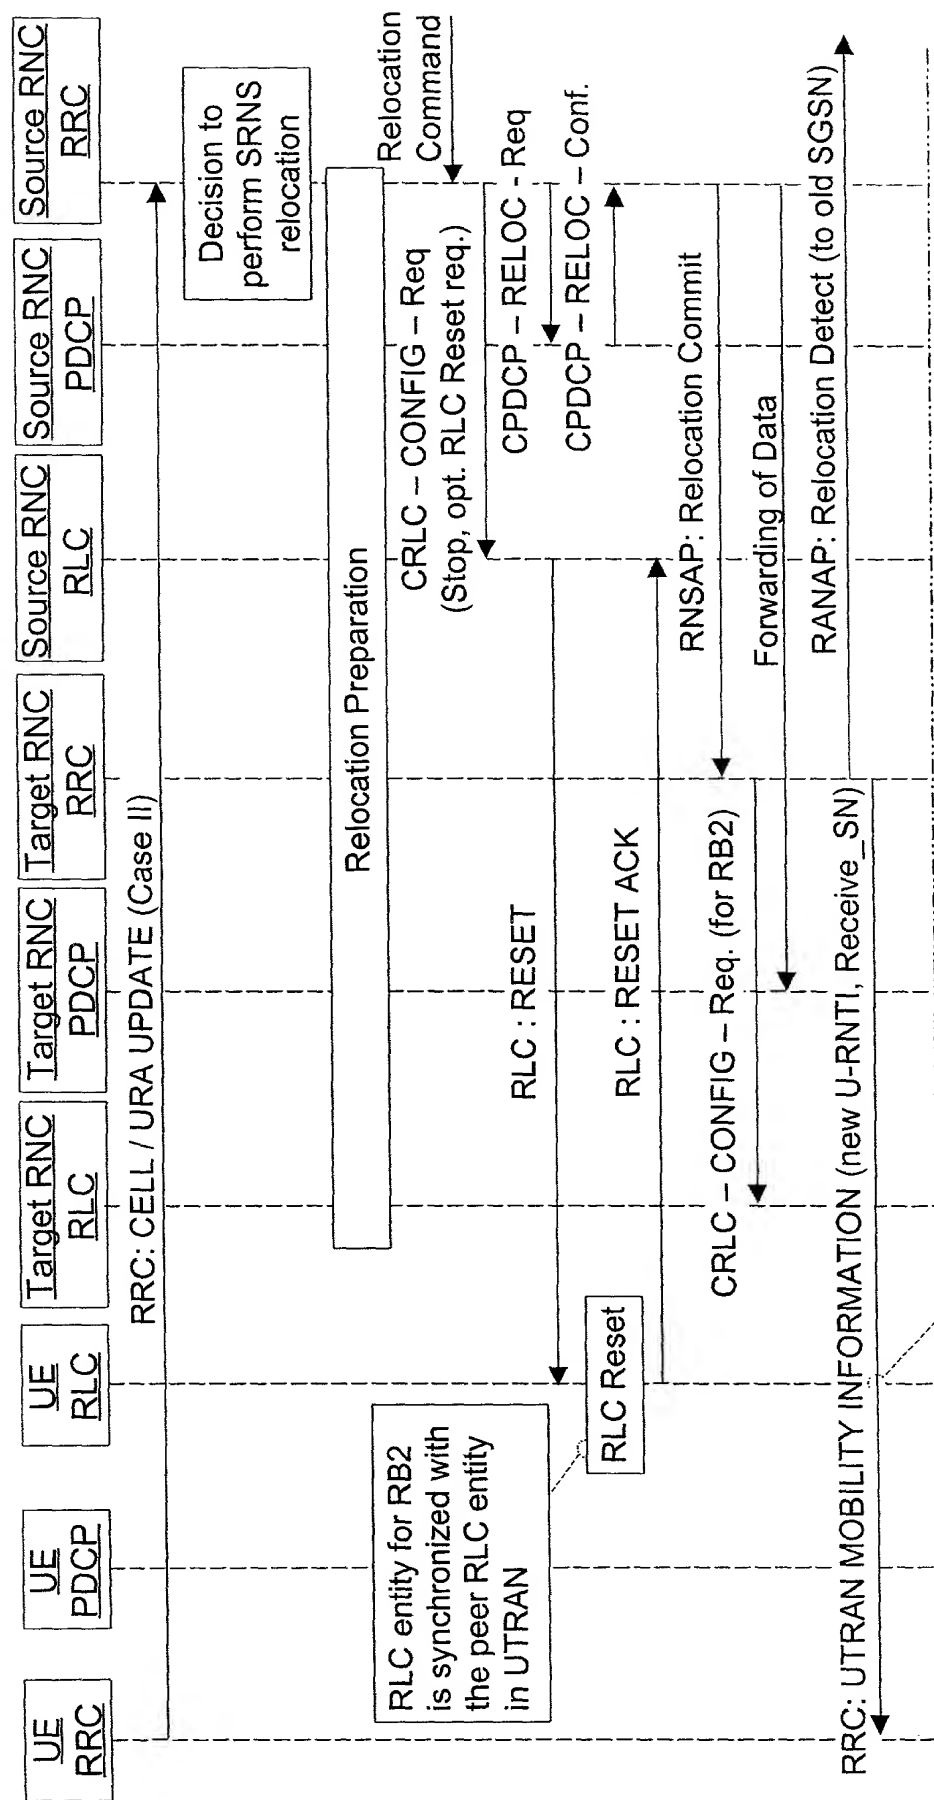 UE
RRC
UE
PDCP
UE
RLC
Target RNC
RLC
Target RNC
PDCP
Target RNC
RRC
Source RNC
RLC
Source RNC
PDCP
Source RNC
RRC
RRC: CELL / URA UPDATE (Case II)
Decision to
perform SRNS
relocation
Relocation Preparation
Relocation
Command
CRLC – CONFIG – Req
(Stop, opt. RLC Reset req.)
CPDCP – RELOC - Req
CPDCP – RELOC – Conf.
RLC entity for RB2
is synchronized with
the peer RLC entity
in UTRAN
RLC : RESET
RLC Reset
RLC : RESET ACK
RNSAP: Relocation Commit
CRLC – CONFIG – Req. (for RB2)
Forwarding of Data
RANAP: Relocation Detect (to old SGSN)
RRC: UTRAN MOBILITY INFORMATION (new U-RNTI, Receive_SN)